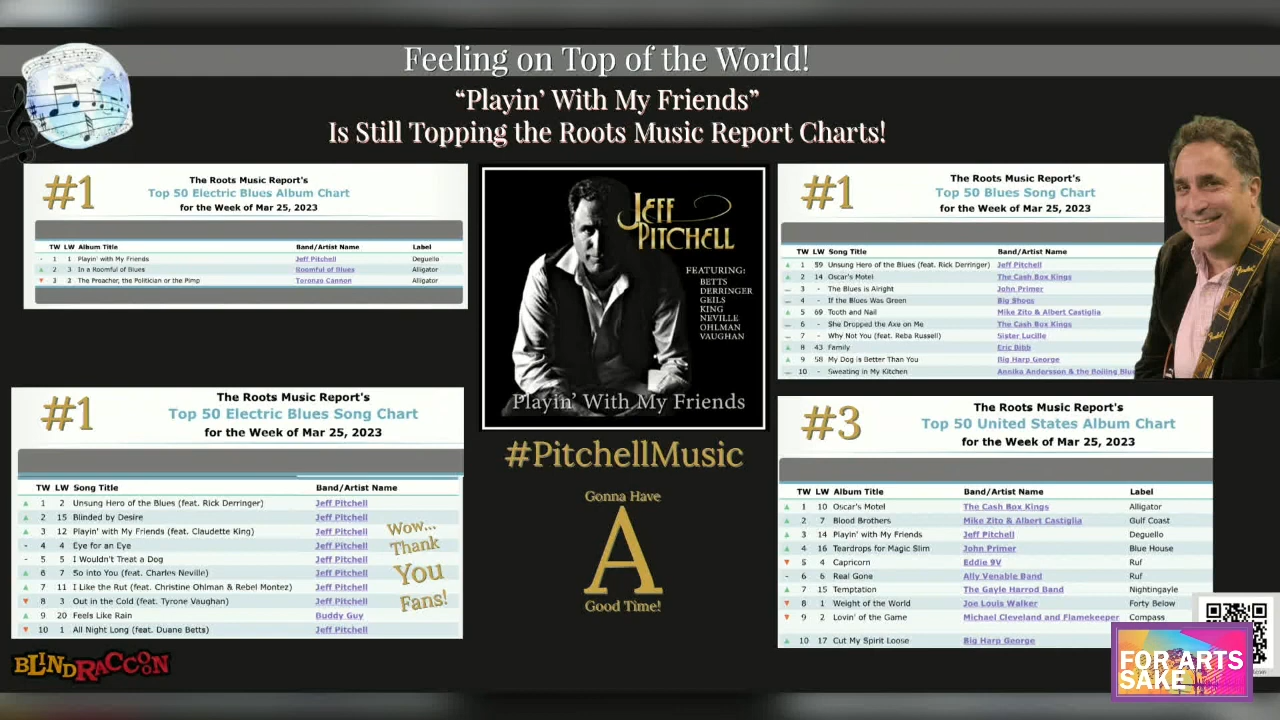 Feeling on Top of the World!
“Playin’ With My Friends”
Is Still Topping the Roots Music Report Charts!
#1
The Roots Music Report's
Top 50 Electric Blues Album Chart
for the Week of Mar 25, 2023
TW LW Album Title Band/Artist Name Label
- 1 1 Playin' with My Friends Jeff Pitchell Deguello
2 3 In a Roomful of Blues Roomful of Blues Alligator
3 2 The Preacher, the Politician or the Pimp Toronzo Cannon Alligator
#1
The Roots Music Report's
Top 50 Electric Blues Song Chart
for the Week of Mar 25, 2023
TW LW Song Title Band/Artist Name
1 2 Unsung Hero of the Blues (feat. Rick Derringer) Jeff Pitchell
2 15 Blinded by Desire Jeff Pitchell
3 12 Playin' with My Friends (feat. Claudette King) Jeff Pitchell
- 4 4 Eye for an Eye Jeff Pitchell
- 5 5 I Wouldn't Treat a Dog Jeff Pitchell
6 7 So into You (feat. Charles Neville) Jeff Pitchell
7 11 I Like the Rut (feat. Christine Ohlman & Rebel Montez) Jeff Pitchell
8 3 Out in the Cold (feat. Tyrone Vaughan) Jeff Pitchell
9 20 Feels Like Rain Buddy Guy
10 1 All Night Long (feat. Duane Betts) Jeff Pitchell
Wow...
Thank
You
Fans!
BLINDRACCOON
JEFF
PITCHELL
FEATURING:
BETTS
DERRINGER
GEILS
KING
NEVILLE
OHLMAN
VAUGHAN
Playin' With My Friends
#PitchellMusic
Gonna Have
A
Good Time!
#1
The Roots Music Report's
Top 50 Blues Song Chart
for the Week of Mar 25, 2023
TW LW Song Title Band/Artist Name
1 59 Unsung Hero of the Blues (feat. Rick Derringer) Jeff Pitchell
2 14 Oscar's Motel The Cash Box Kings
3 - The Blues is Alright John Primer
4 - If the Blues Was Green Big Shoes
5 69 Tooth and Nail Mike Zito & Albert Castiglia
6 - She Dropped the Axe on Me The Cash Box Kings
7 - Why Not You (feat. Reba Russell) Sister Lucille
8 43 Family Eric Bibb
9 58 My Dog is Better Than You Big Harp George
10 - Sweating in My Kitchen Annika Andersson & the Boiling Blu
#3
The Roots Music Report's
Top 50 United States Album Chart
for the Week of Mar 25, 2023
TW LW Album Title Band/Artist Name Label
1 10 Oscar's Motel The Cash Box Kings Alligator
2 7 Blood Brothers Mike Zito & Albert Castiglia Gulf Coast
3 14 Playin' with My Friends Jeff Pitchell Deguello
4 16 Teardrops for Magic Slim John Primer Blue House
5 4 Capricorn Eddie 9V Ruf
- 6 6 Real Gone Ally Venable Band Ruf
7 15 Temptation The Gayle Harrod Band Nightingayle
8 1 Weight of the World Joe Louis Walker Forty Below
9 2 Lovin' of the Game Michael Cleveland and Flamekeeper Compass
10 17 Cut My Spirit Loose Big Harp George
FOR ARTS
SAKE